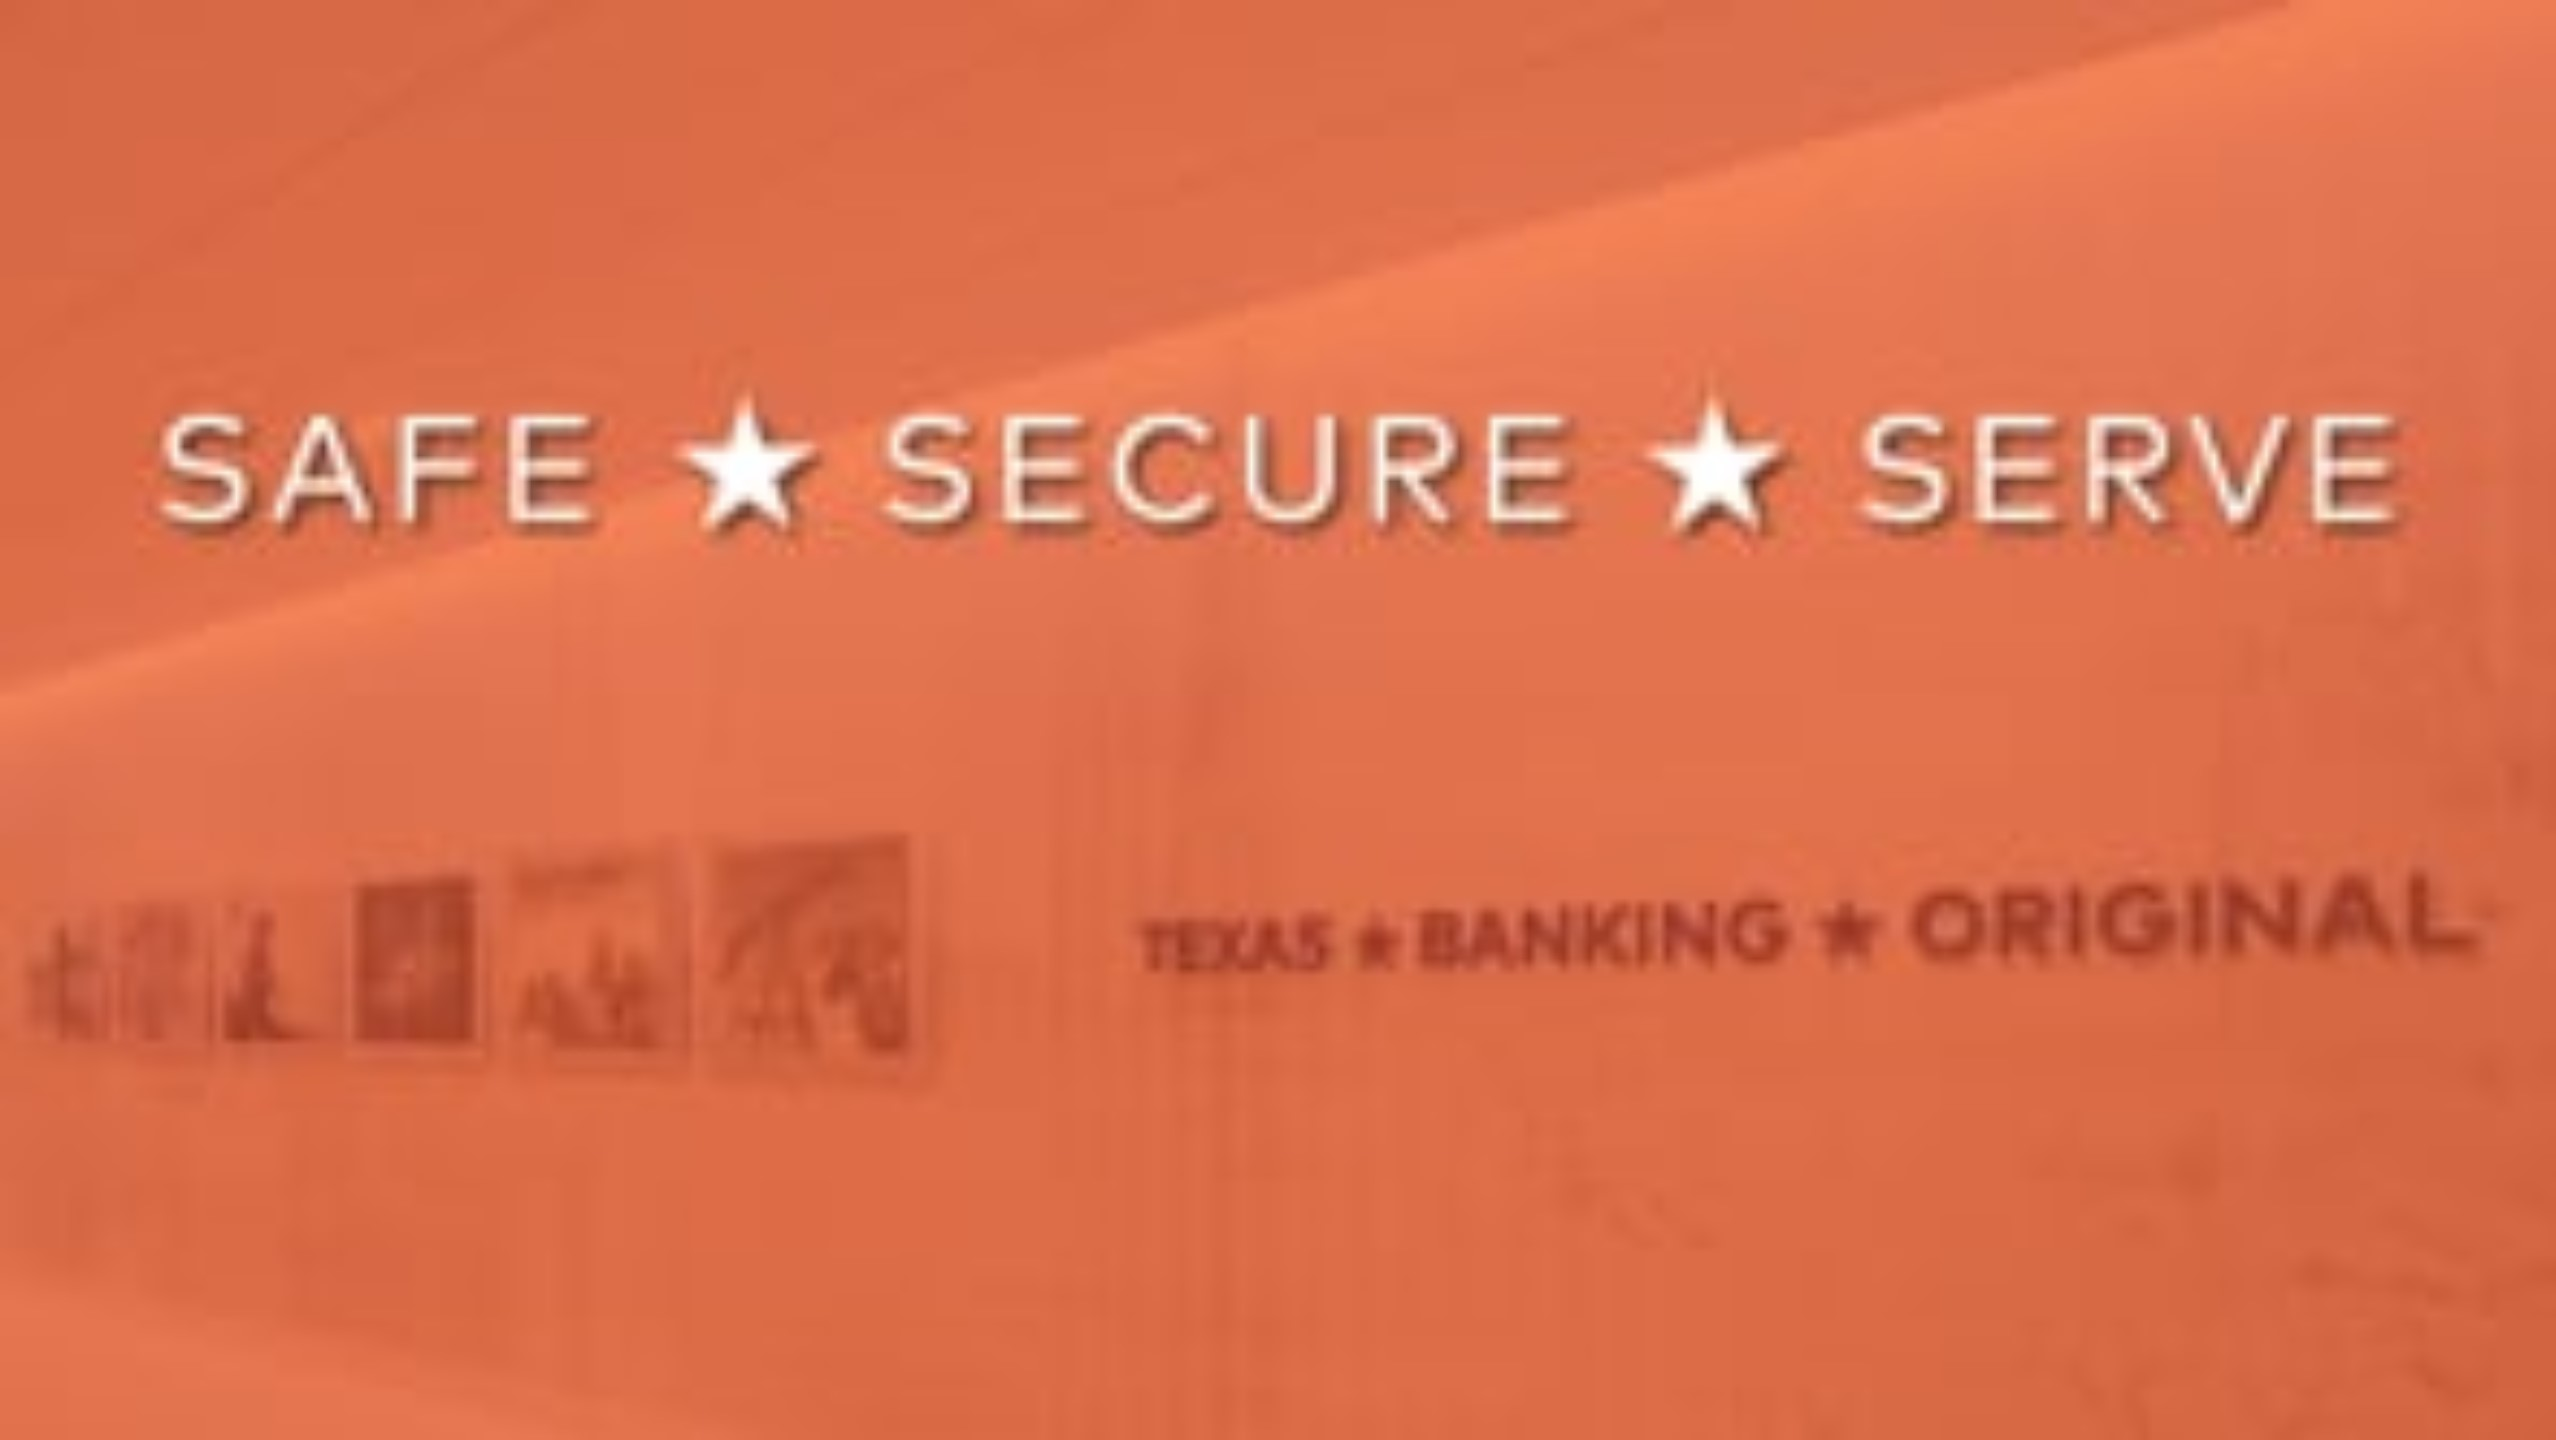 SAFE ★ SECURE ★ SERVE
TEXAS ★ BANKING ★ ORIGINAL